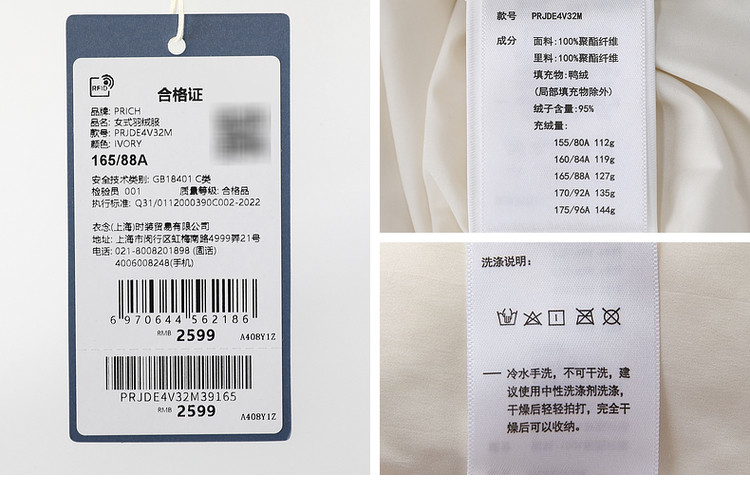 RFID
合格证
品牌: PRICH
品名: 女式羽绒服
款号: PRJDE4V32M
颜色: IVORY
165/88A
安全技术类别: GB18401 C类
检验员 001 质量等级: 合格品
执行标准: Q31/0112000390C002-2022
衣念(上海)时装贸易有限公司
地址: 上海市闵行区虹梅南路4999弄21号
电话: 021-8008201898 (固话)
4006008248(手机)
6 970644 562186
RMB 2599 A408Y1Z
PRJDE4V32M39165
RMB 2599 A408Y1Z
款号 PRJDE4V32M
成分 面料:100%聚酯纤维
里料:100%聚酯纤维
填充物:鸭绒
(局部填充物除外)
绒子含量:95%
充绒量:
155/80A 112g
160/84A 119g
165/88A 127g
170/92A 135g
175/96A 144g
洗涤说明:
一 冷水手洗，不可干洗，建
议使用中性洗涤剂洗涤，
干燥后轻轻拍打，完全干
燥后可以收纳。